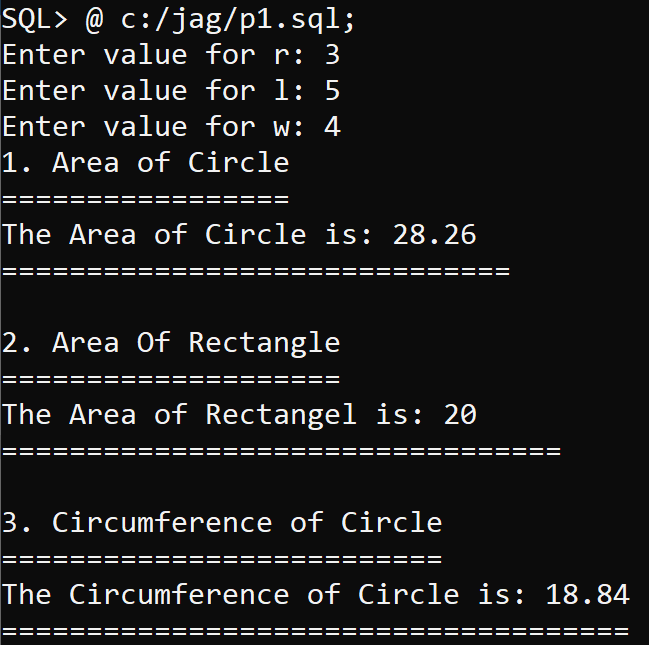 SQL> @ c:/jag/p1.sql;
Enter value for r: 3
Enter value for l: 5
Enter value for w: 4
1. Area of Circle
=================
The Area of Circle is: 28.26
==============================
2. Area Of Rectangle
====================
The Area of Rectangel is: 20
=================================
3. Circumference of Circle
==========================
The Circumference of Circle is: 18.84
=====================================